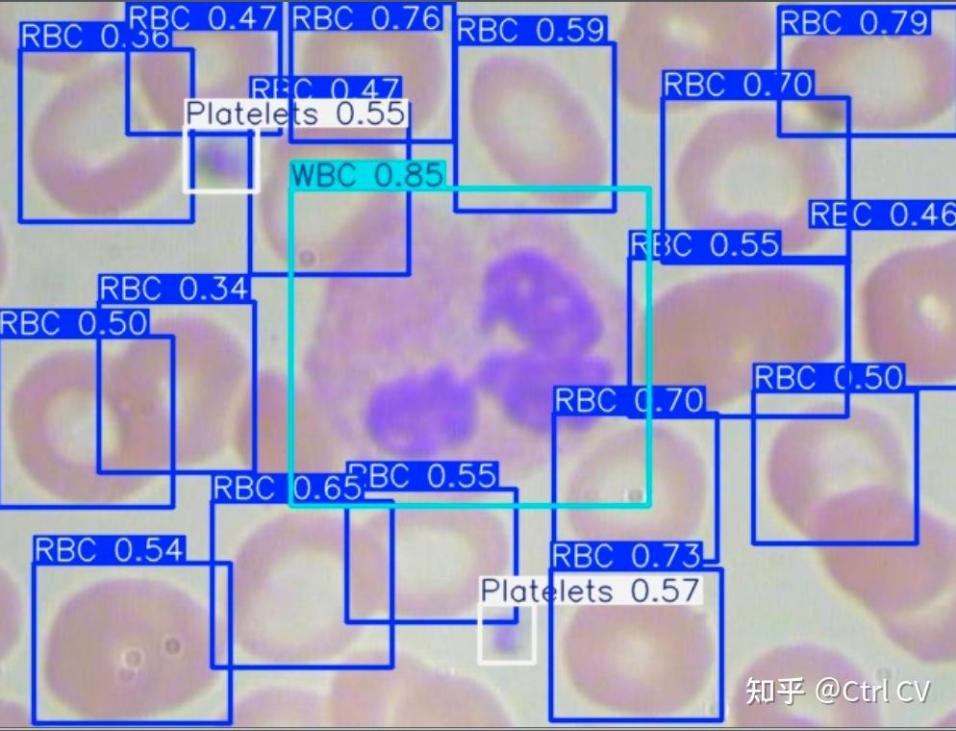 RBC 0.47
RBC 0.76
RBC 0.59
RBC 0.79
RBC 0.36
RBC 0.70
RBC 0.47
Platelets 0.55
WBC 0.85
RBC 0.46
RBC 0.55
RBC 0.34
RBC 0.50
RBC 0.50
RBC 0.70
RBC 0.55
RBC 0.65
RBC 0.54
RBC 0.73
Platelets 0.57
知乎 @Ctrl CV